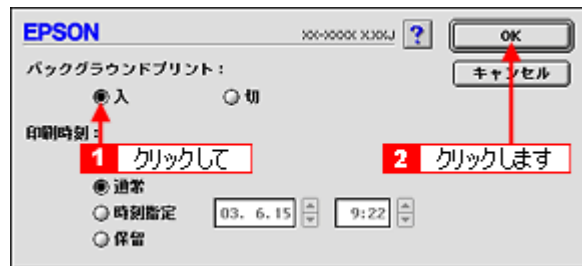 EPSON
XX-XXXX X.XXJ
?
OK
バックグラウンドプリント：
キャンセル
入 切
印刷時刻：
1 クリックして
2 クリックします
通常
時刻指定 03. 6.15 9:22
保留